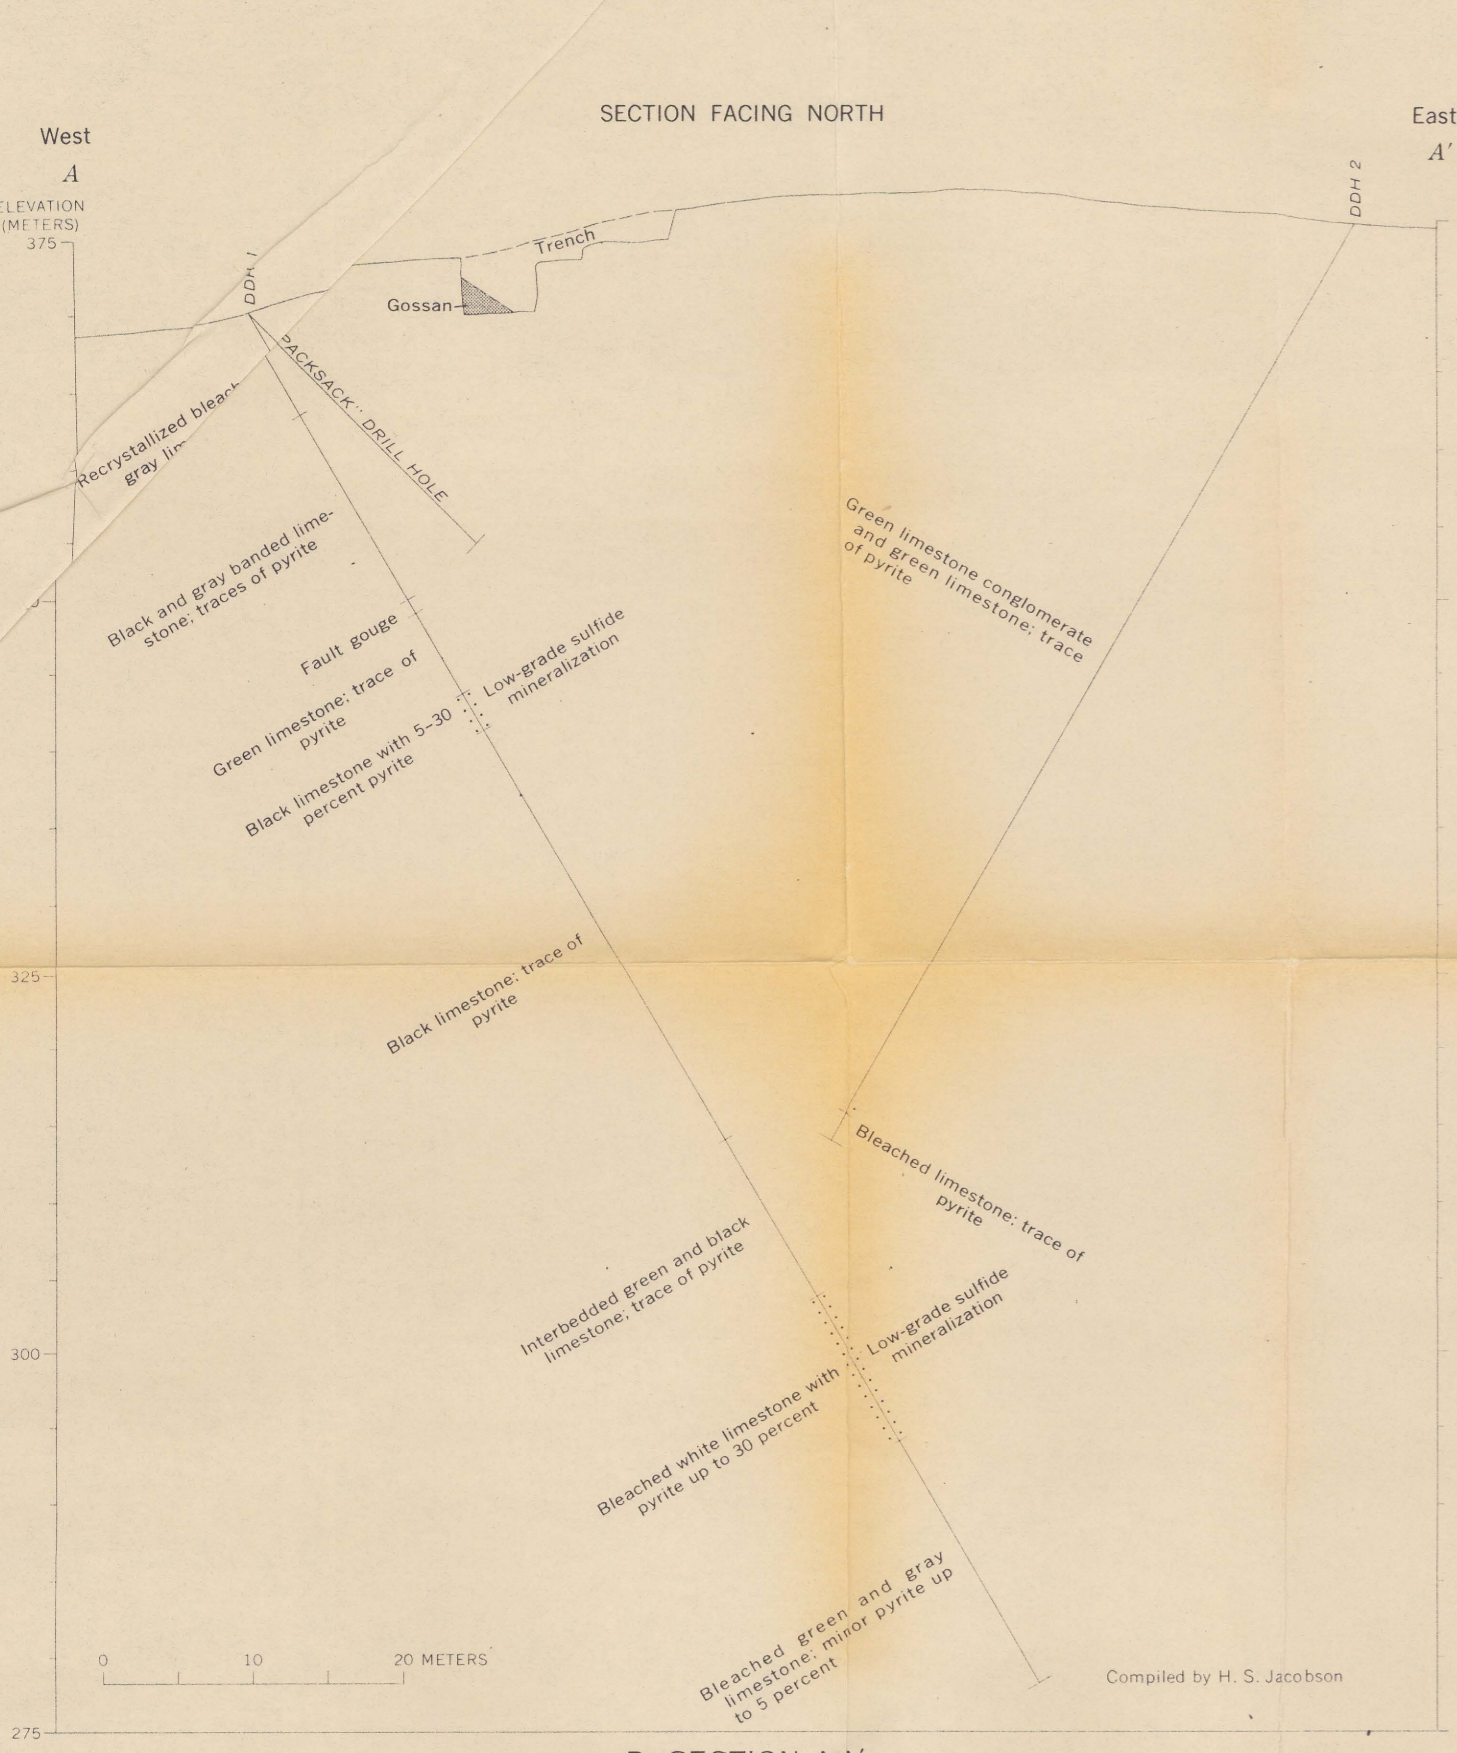 SECTION FACING NORTH
West
East
A
A'
ELEVATION
(METERS)
375
DDH 1
DDH 2
Trench
Gossan
PACKSACK" DRILL HOLE
Recrystallized bleach
gray lim
Black and gray banded lime-
stone; traces of pyrite
Fault gouge
Green limestone; trace of
pyrite
Black limestone with 5-30
percent pyrite
Low-grade sulfide
mineralization
Green limestone conglomerate
and green limestone; trace
of pyrite
325
Black limestone; trace of
pyrite
Bleached limestone; trace of
pyrite
Interbedded green and black
limestone; trace of pyrite
Low-grade sulfide
mineralization
300
Bleached white limestone with
pyrite up to 30 percent
Bleached green and gray
limestone; minor pyrite up
to 5 percent
0 10 20 METERS
Compiled by H. S. Jacobson
275